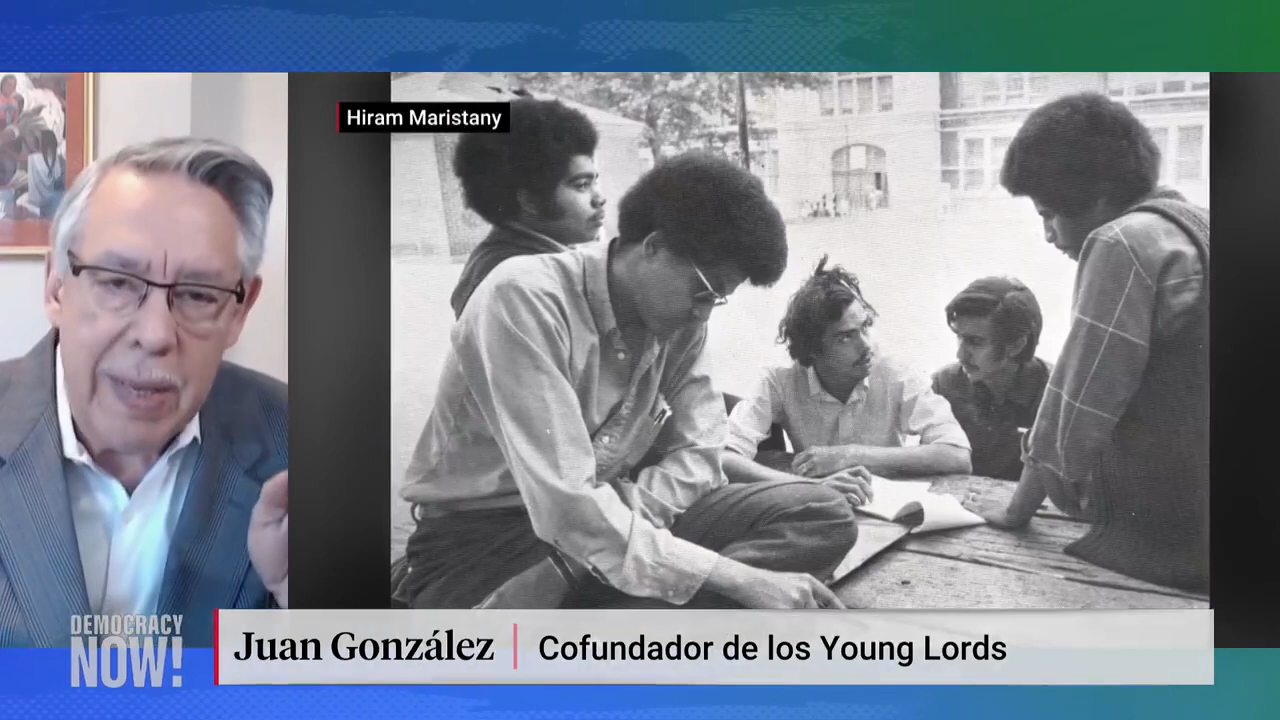 Hiram Maristany
DEMOCRACY
NOW!
Juan González
Cofundador de los Young Lords